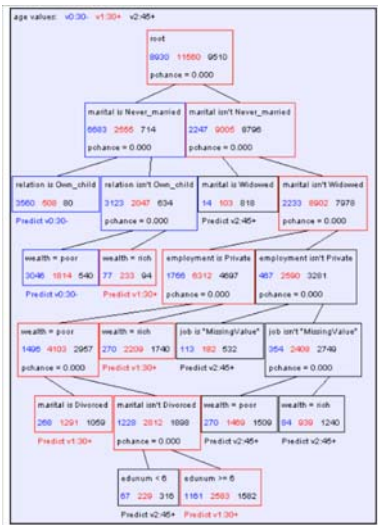 age values: v0:30- v1:30+ v2:45+
root
8930 11560 9510
pchance = 0.000
marital is Never_married
6683 2555 714
pchance = 0.000
marital isn't Never_married
2247 9005 8796
pchance = 0.000
relation is Own_child
3560 508 80
Predict v0:30-
relation isn't Own_child
3123 2047 634
pchance = 0.000
marital is Widowed
14 103 818
Predict v2:45+
marital isn't Widowed
2233 8902 7978
pchance = 0.000
wealth = poor
3046 1814 540
Predict v0:30-
wealth = rich
77 233 94
Predict v1:30+
employment is Private
1766 6312 4697
pchance = 0.000
employment isn't Private
467 2590 3281
pchance = 0.000
wealth = poor
1496 4103 2957
pchance = 0.000
wealth = rich
270 2209 1740
Predict v1:30+
job is "MissingValue"
113 182 532
Predict v2:45+
job isn't "MissingValue"
354 2408 2749
pchance = 0.000
marital is Divorced
268 1291 1059
Predict v1:30+
marital isn't Divorced
1228 2812 1898
pchance = 0.000
wealth = poor
270 1469 1509
Predict v2:45+
wealth = rich
84 939 1240
Predict v2:45+
edunum < 6
67 229 316
Predict v2:45+
edunum >= 6
1161 2583 1582
Predict v1:30+